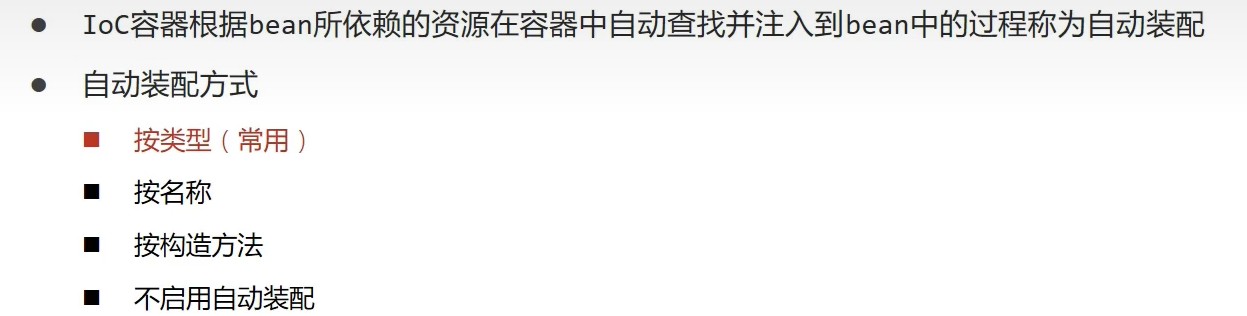 IoC容器根据bean所依赖的资源在容器中自动查找并注入到bean中的过程称为自动装配
自动装配方式
按类型（常用）
按名称
按构造方法
不启用自动装配